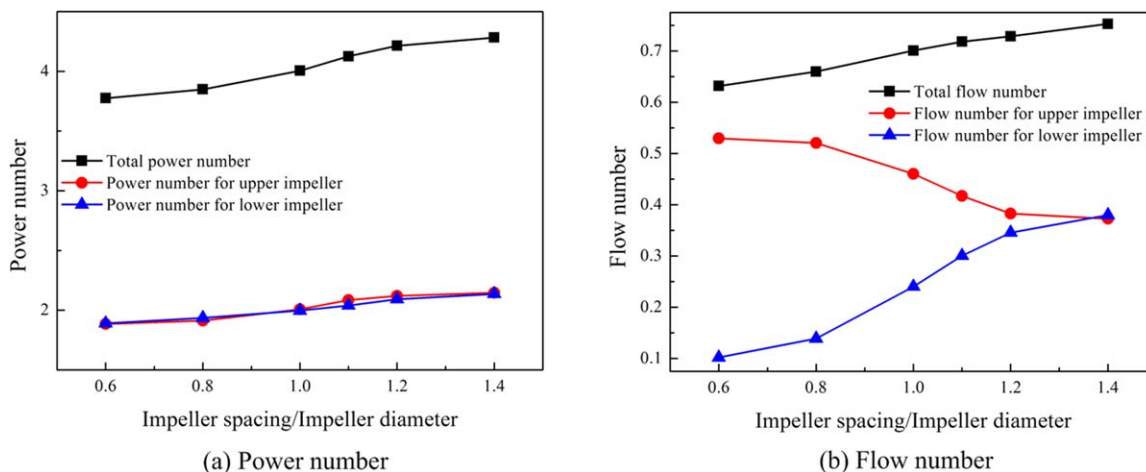 4
3
2
Power number
Total power number
Power number for upper impeller
Power number for lower impeller
0.6 0.8 1.0 1.2 1.4
Impeller spacing/Impeller diameter
(a) Power number
0.7
0.6
0.5
0.4
0.3
0.2
0.1
Flow number
Total flow number
Flow number for upper impeller
Flow number for lower impeller
0.6 0.8 1.0 1.2 1.4
Impeller spacing/Impeller diameter
(b) Flow number